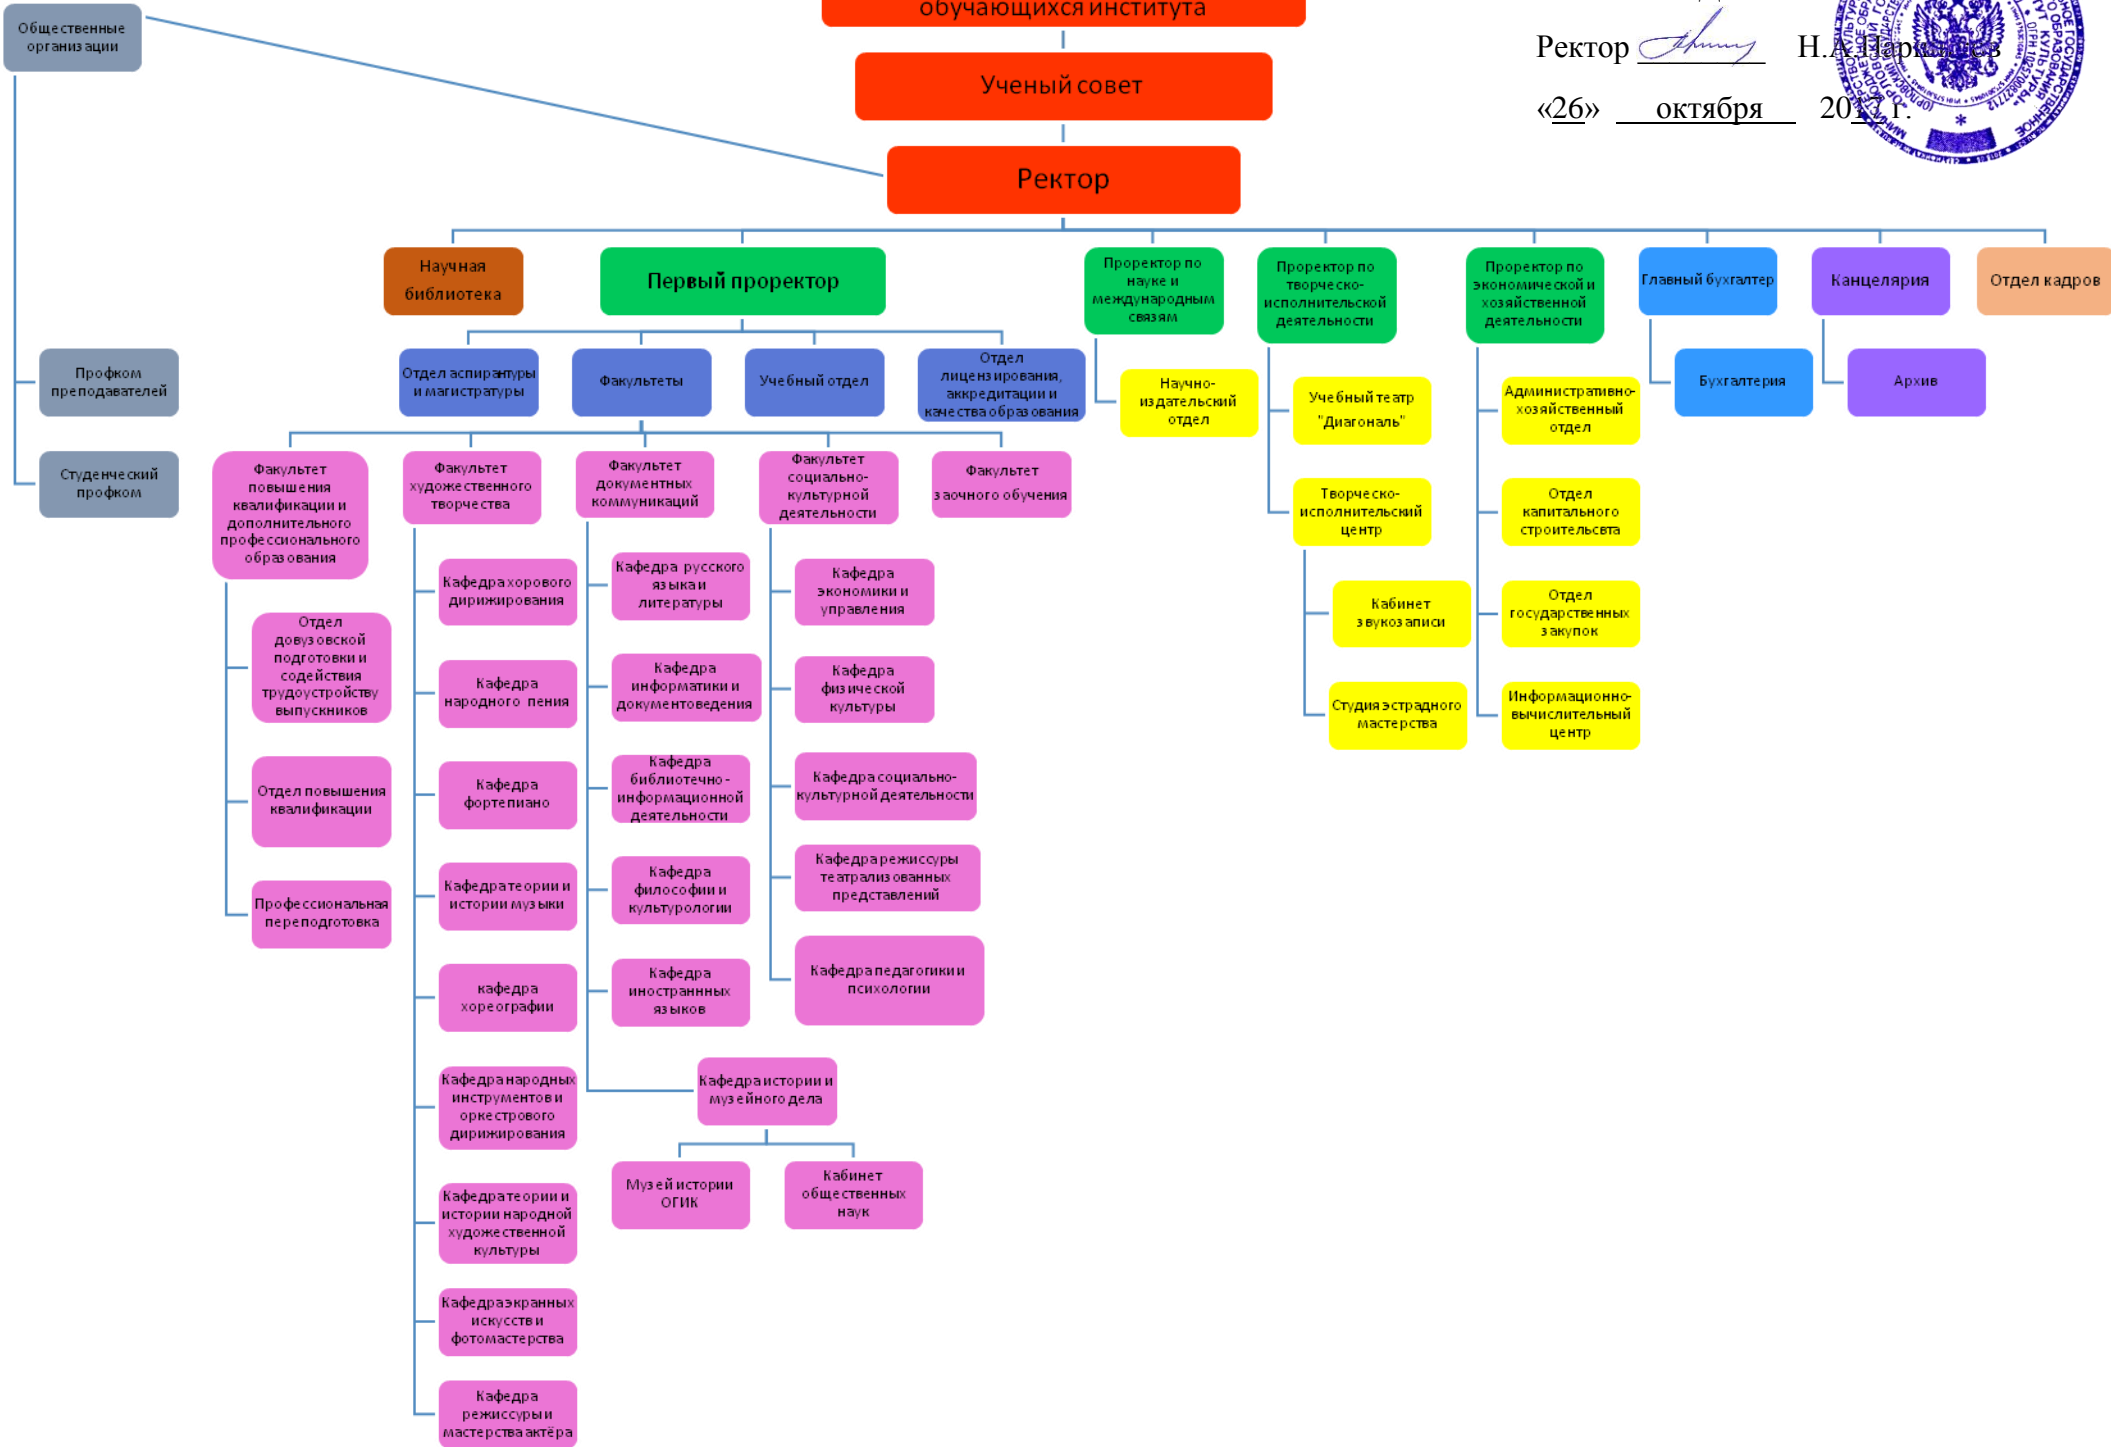 обучающихся института
Общественные
организации
Ректор
«26» октября
Ученый совет
Ректор
Научная
библиотека
Первый проректор
Проректор по
науке и
международным
связям
Проректор по
творческо-
исполнительской
деятельности
Проректор по
экономической и
хозяйственной
деятельности
Главный бухгалтер
Канцелярия
Отдел кадров
Профком
преподавателей
Отдел аспирантуры
и магистратуры
Факультеты
Учебный отдел
Отдел
лицензирования,
аккредитации и
качества образования
Научно-
издательский
отдел
Учебный театр
"Диагональ"
Административно-
хозяйственный
отдел
Бухгалтерия
Архив
Студенческий
профком
Факультет
повышения
квалификации и
дополнительного
профессионального
образования
Факультет
художественного
творчества
Факультет
документных
коммуникаций
Факультет
социально-
культурной
деятельности
Факультет
заочного обучения
Творческо-
исполнительский
центр
Отдел
капитального
строительсвта
Отдел
довузовской
подготовки и
содействия
трудоустройству
выпускников
Отдел повышения
квалификации
Профессиональная
переподготовка
Кафедра хорового
дирижирования
Кафедра
народного пения
Кафедра
фортепиано
Кафедра теории и
истории музыки
кафедра
хореографии
Кафедра народных
инструментов и
оркестрового
дирижирования
Кафедра теории и
истории народной
художественной
культуры
Кафедра экранных
искусств и
фотомастерства
Кафедра
режиссуры и
мастерства актёра
Кафедра русского
языка и
литературы
Кафедра
информатики и
документоведения
Кафедра
библиотечно-
информационной
деятельности
Кафедра
философии и
культурологии
Кафедра
иностраннных
языков
Кафедра истории и
музейного дела
Музей истории
ОГИК
Кабинет
общественных
наук
Кафедра
экономики и
управления
Кафедра
физической
культуры
Кафедра социально-
культурной деятельности
Кафедра режиссуры
театрализованных
представлений
Кафедра педагогики и
психологии
Кабинет
звукозаписи
Студия эстрадного
мастерства
Отдел
государственных
закупок
Информационно-
вычислительный
центр